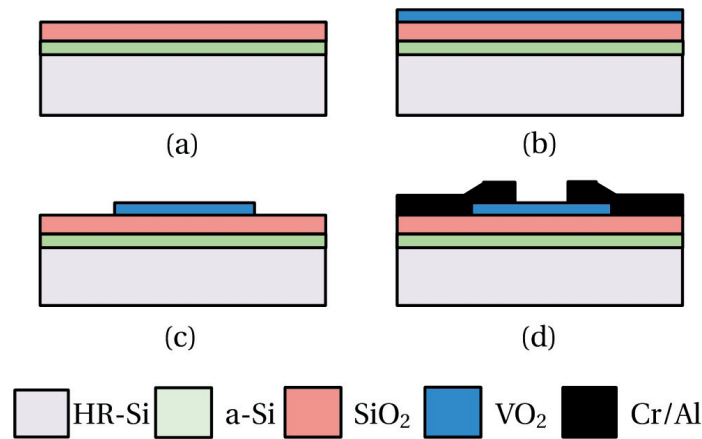 (a) (b)
(c) (d)
HR-Si a-Si SiO₂ VO₂ Cr/Al